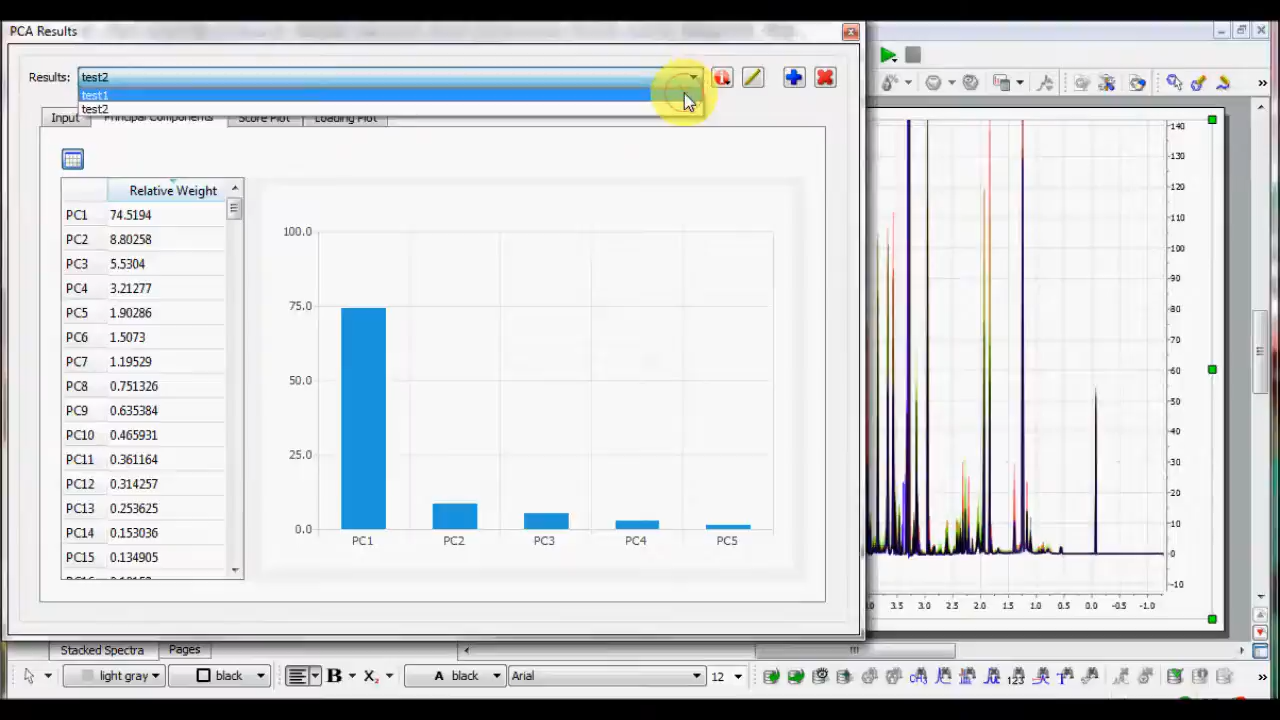 PCA Results
Results: test2
test1
test2
Input Principal Components Score Plot Loading Plot
Relative Weight
PC1 74.5194
PC2 8.80258
PC3 5.5304
PC4 3.21277
PC5 1.90286
PC6 1.5073
PC7 1.19529
PC8 0.751326
PC9 0.635384
PC10 0.465931
PC11 0.361164
PC12 0.314257
PC13 0.253625
PC14 0.153036
PC15 0.134905
100.0
75.0
50.0
25.0
0.0
PC1 PC2 PC3 PC4 PC5
140
130
120
110
100
90
80
70
60
50
40
30
20
10
0
-10
3.5 3.0 2.5 2.0 1.5 1.0 0.5 0.0 -0.5 -1.0
Stacked Spectra Pages
light gray black B X₂ A black Arial 12